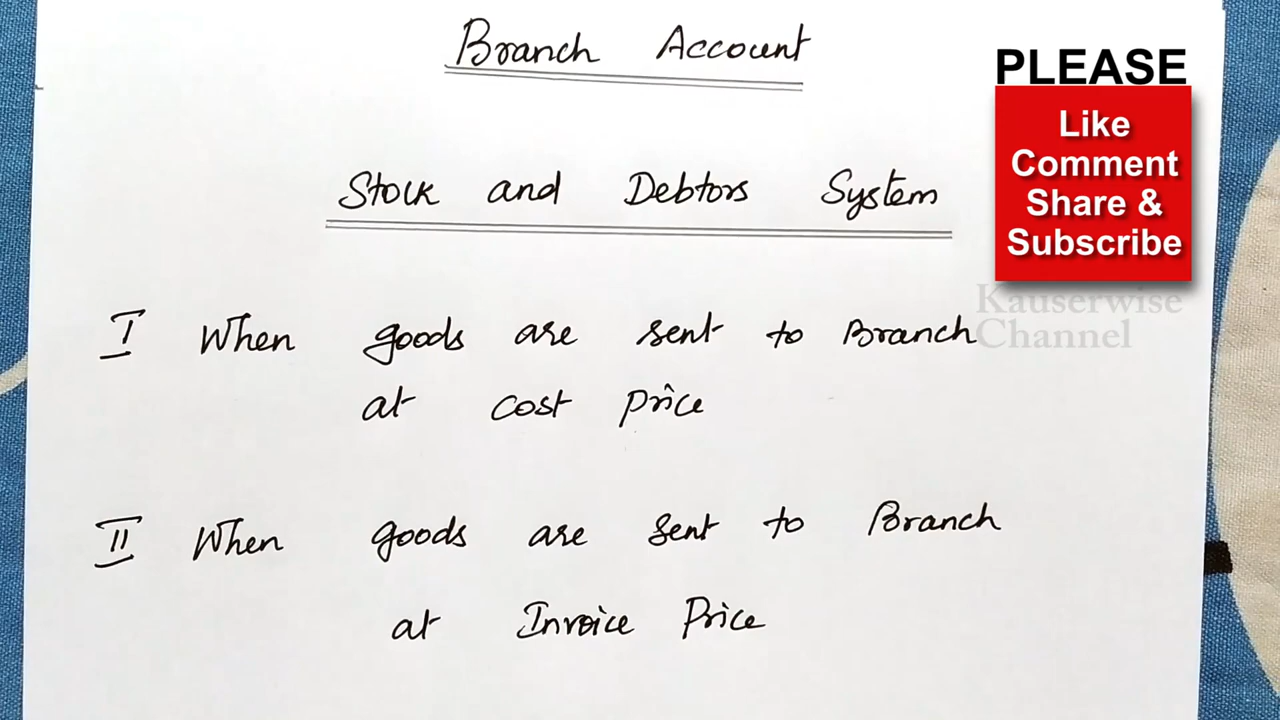 Branch Account
PLEASE
Like
Comment
Share &
Subscribe
Stock and Debtors System
Kauserwise
Channel
I When goods are sent to Branch
at cost price
II When goods are sent to Branch
at Invoice Price